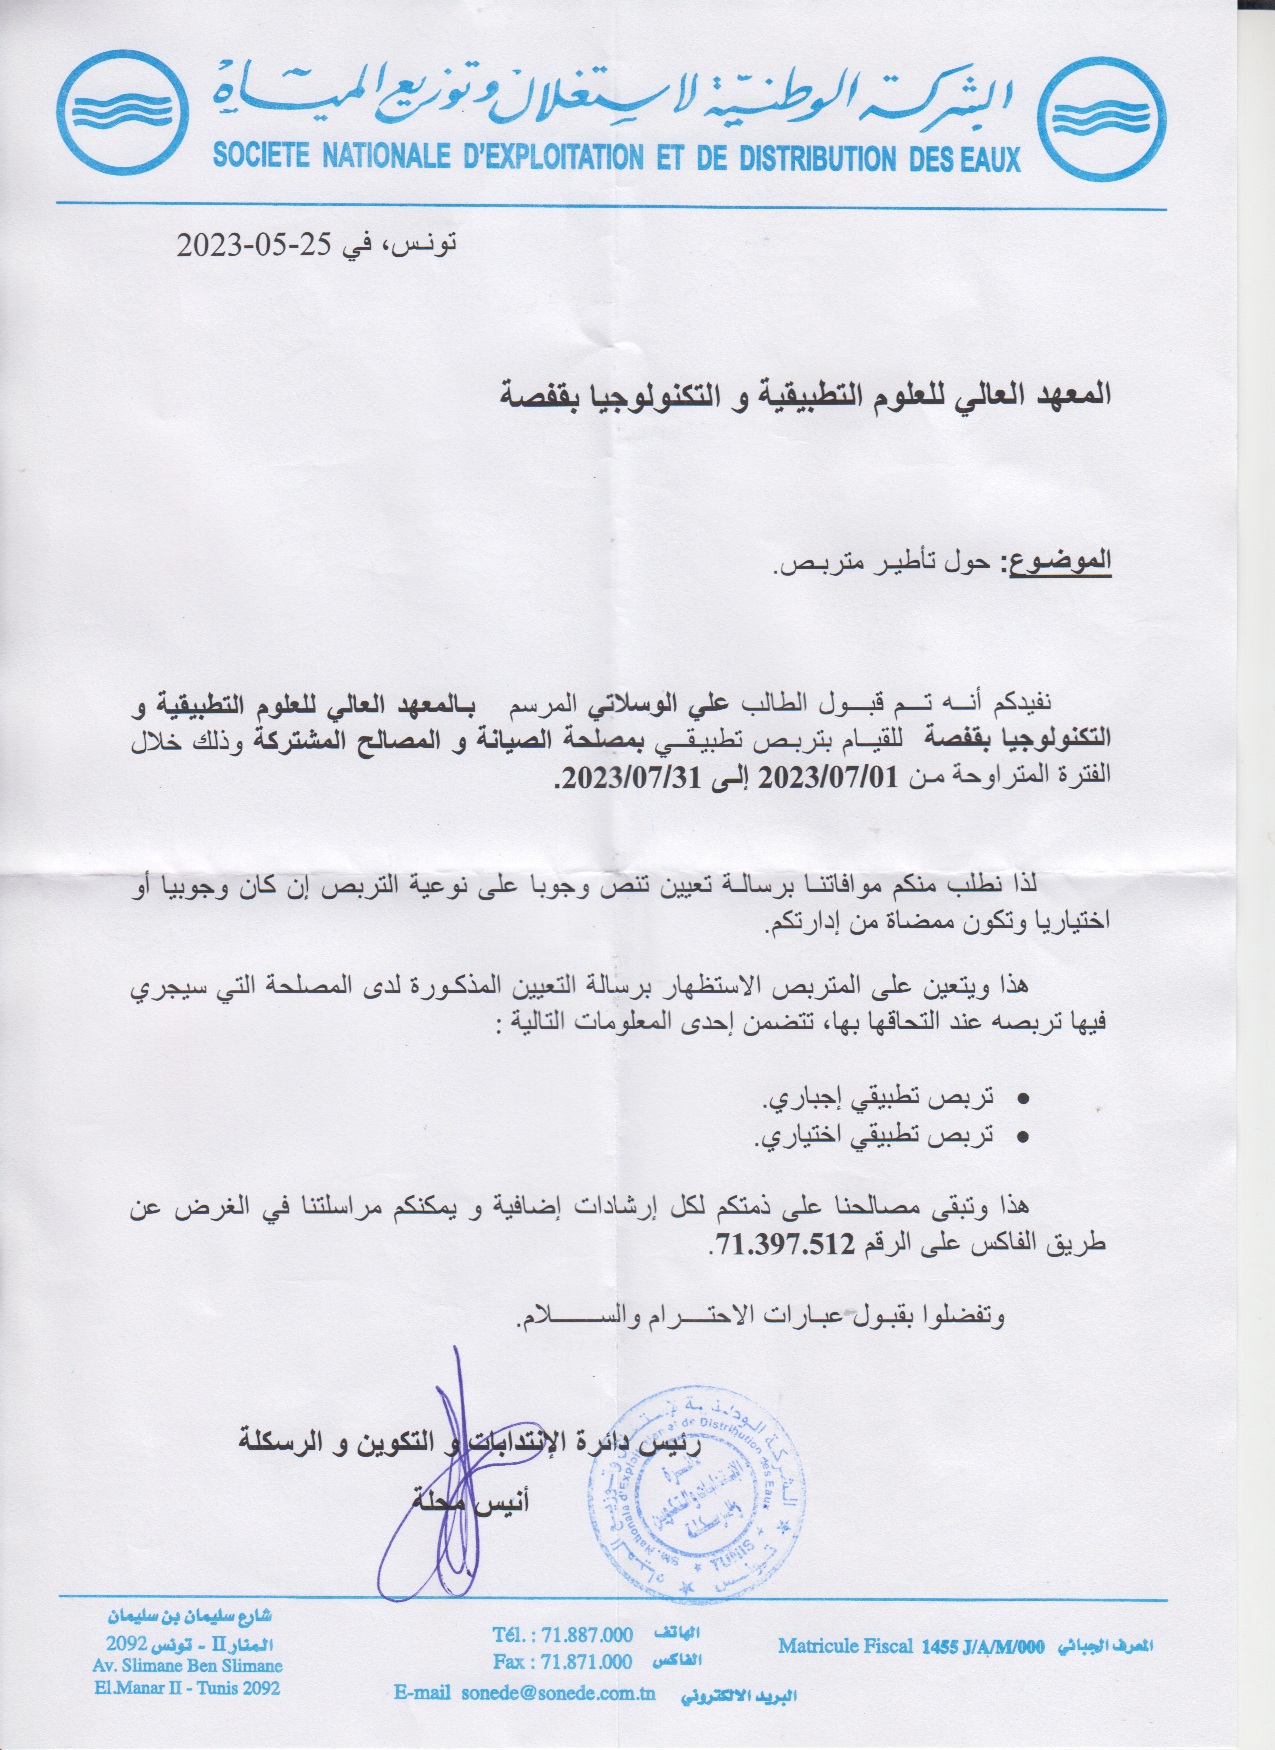 الشركة الوطنية لاستغلال وتوزيع المياه
SOCIETE NATIONALE D'EXPLOITATION ET DE DISTRIBUTION DES EAUX
تونس، في 25-05-2023
المعهد العالي للعلوم التطبيقية و التكنولوجيا بقفصة
الموضوع: حول تأطير متربص.
نفيدكم أنه تم قبول الطالب علي الوسلاتي المرسم بالمعهد العالي للعلوم التطبيقية و
التكنولوجيا بقفصة للقيام بتربص تطبيقي بمصلحة الصيانة و المصالح المشتركة وذلك خلال
الفترة المتراوحة من 2023/07/01 إلى 2023/07/31.
لذا نطلب منكم موافاتنا برسالة تعيين تنص وجوبا على نوعية التربص إن كان وجوبيا أو
اختياريا وتكون ممضاة من إدارتكم.
هذا ويتعين على المتربص الاستظهار برسالة التعيين المذكورة لدى المصلحة التي سيجري
فيها تربصه عند التحاقها بها، تتضمن إحدى المعلومات التالية :
• تربص تطبيقي إجباري.
• تربص تطبيقي اختياري.
هذا وتبقى مصالحنا على ذمتكم لكل إرشادات إضافية و يمكنكم مراسلتنا في الغرض عن
طريق الفاكس على الرقم 71.397.512.
وتفضلوا بقبول عبارات الاحترام والسلام.
رئيس دائرة الإنتدابات و التكوين و الرسكلة
أنيس محلة
الشركة الوطنية لاستغلال وتوزيع المياه
Ste. Nationale d'Exploitation et de Distribution des Eaux
دائرة
الإنتدابات والتكوين
والرسكلة
★ TUNIS ★
★ تونس ★
شارع سليمان بن سليمان
المنار II - تونس 2092
Av. Slimane Ben Slimane
El.Manar II - Tunis 2092
Tél. : 71.887.000 الهاتف
Fax : 71.871.000 الفاكس
E-mail sonede@sonede.com.tn البريد الالكتروني
Matricule Fiscal 1455 J/A/M/000 المعرف الجبائي